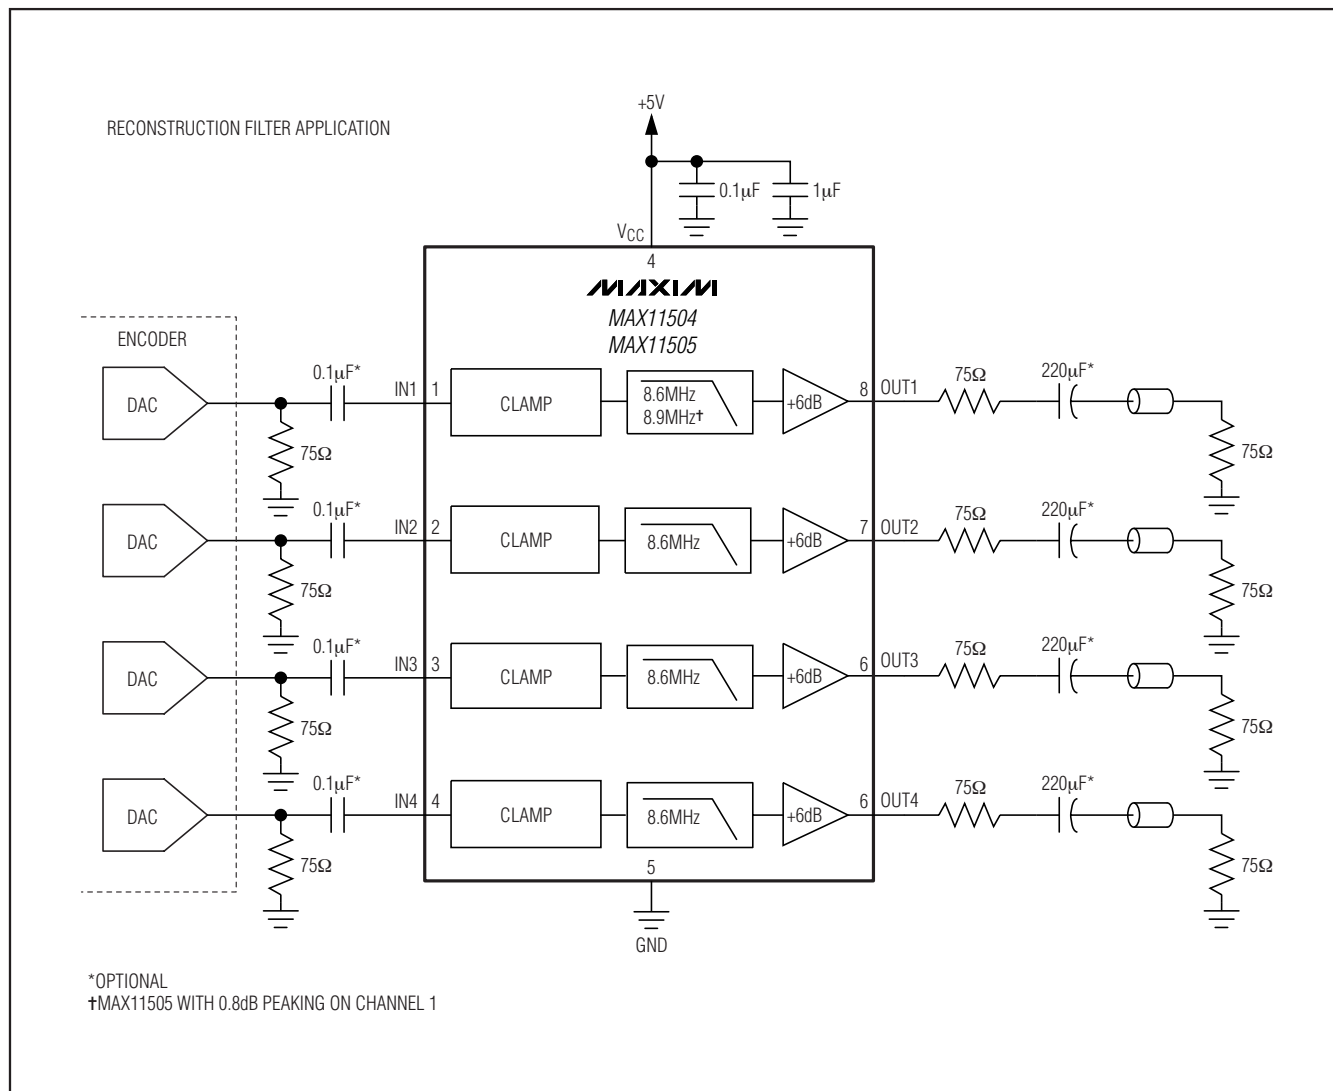 +5V
RECONSTRUCTION FILTER APPLICATION
0.1µF
1µF
VCC
4
MAXIM
MAX11504
MAX11505
ENCODER
DAC
0.1µF*
IN1
1
CLAMP
8.6MHz
8.9MHz†
+6dB
8
OUT1
75Ω
220µF*
75Ω
75Ω
DAC
0.1µF*
IN2
2
CLAMP
8.6MHz
+6dB
7
OUT2
75Ω
220µF*
75Ω
75Ω
DAC
0.1µF*
IN3
3
CLAMP
8.6MHz
+6dB
6
OUT3
75Ω
220µF*
75Ω
75Ω
DAC
0.1µF*
IN4
4
CLAMP
8.6MHz
+6dB
6
OUT4
75Ω
220µF*
75Ω
75Ω
5
GND
*OPTIONAL
†MAX11505 WITH 0.8dB PEAKING ON CHANNEL 1